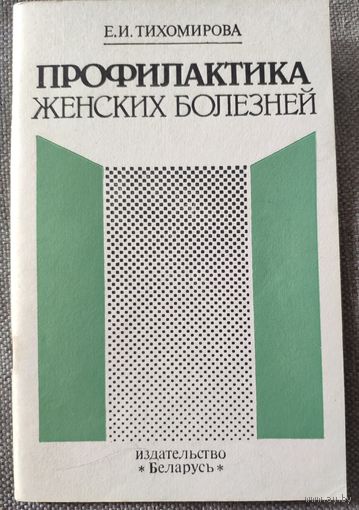 Е.И.ТИХОМИРОВА
ПРОФИЛАКТИКА
ЖЕНСКИХ БОЛЕЗНЕЙ
издательство
*Беларусь*